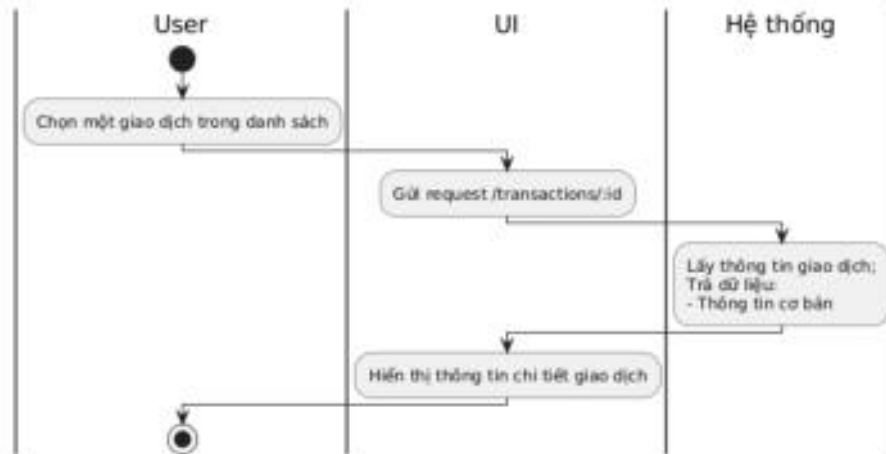 User
UI
Hệ thống
Chọn một giao dịch trong danh sách
Gửi request /transactions/:id
Lấy thông tin giao dịch;
Trả dữ liệu:
- Thông tin cơ bản
Hiển thị thông tin chi tiết giao dịch